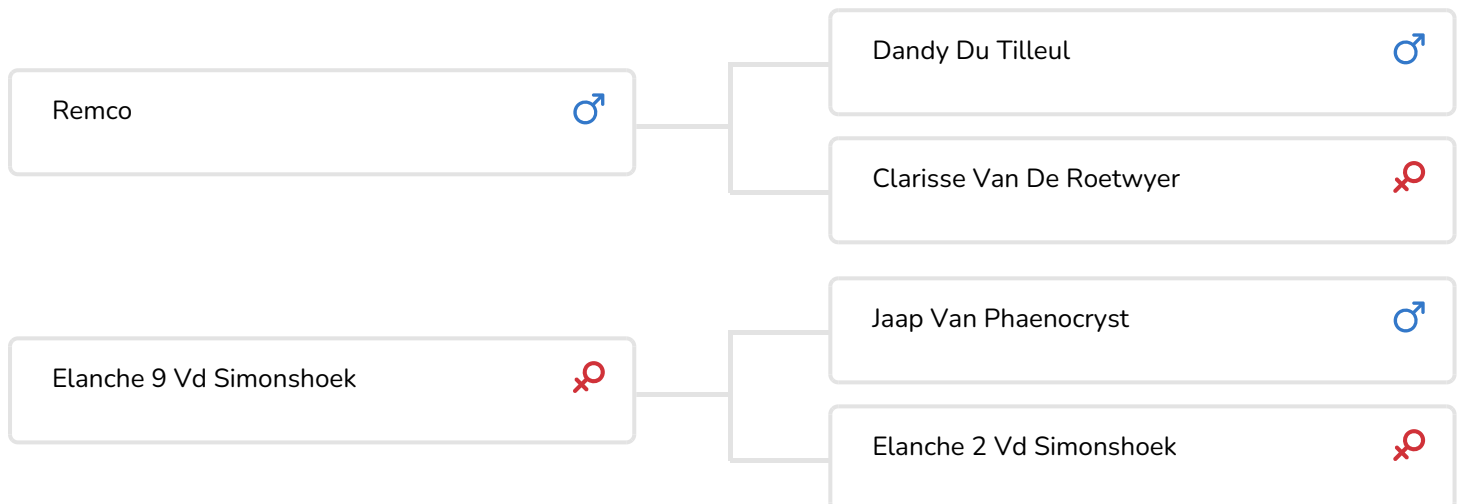 Remco
Dandy Du Tilleul
Clarisse Van De Roetwyer
Elanche 9 Vd Simonshoek
Jaap Van Phaenocryst
Elanche 2 Vd Simonshoek